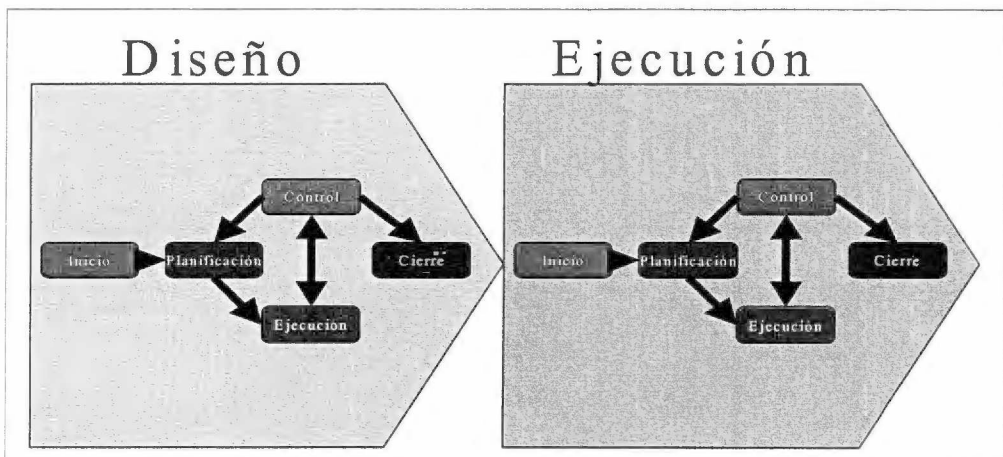 Diseño
Ejecución
Control
Inicio
Planificación
Cierre
Ejecución
Control
Inicio
Planificación
Cierre
Ejecución